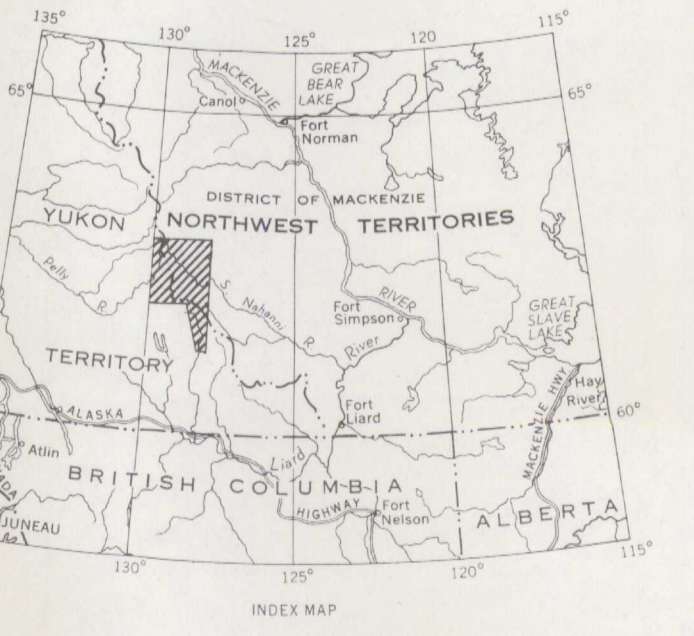 135°
130°
125°
120°
115°
65°
65°
MACKENZIE
GREAT
BEAR
LAKE
Canol
Fort
Norman
DISTRICT OF MACKENZIE
YUKON
NORTHWEST TERRITORIES
Pelly
R.
S. Nahanni R.
Fort
Simpson
RIVER
GREAT
SLAVE
LAKE
River
TERRITORY
ALASKA
Fort
Liard
MACKENZIE HWY
Hay
River
60°
Atlin
Liard
BRITISH COLUMBIA
HIGHWAY
Fort
Nelson
ALBERTA
JUNEAU
130°
125°
120°
115°
INDEX MAP